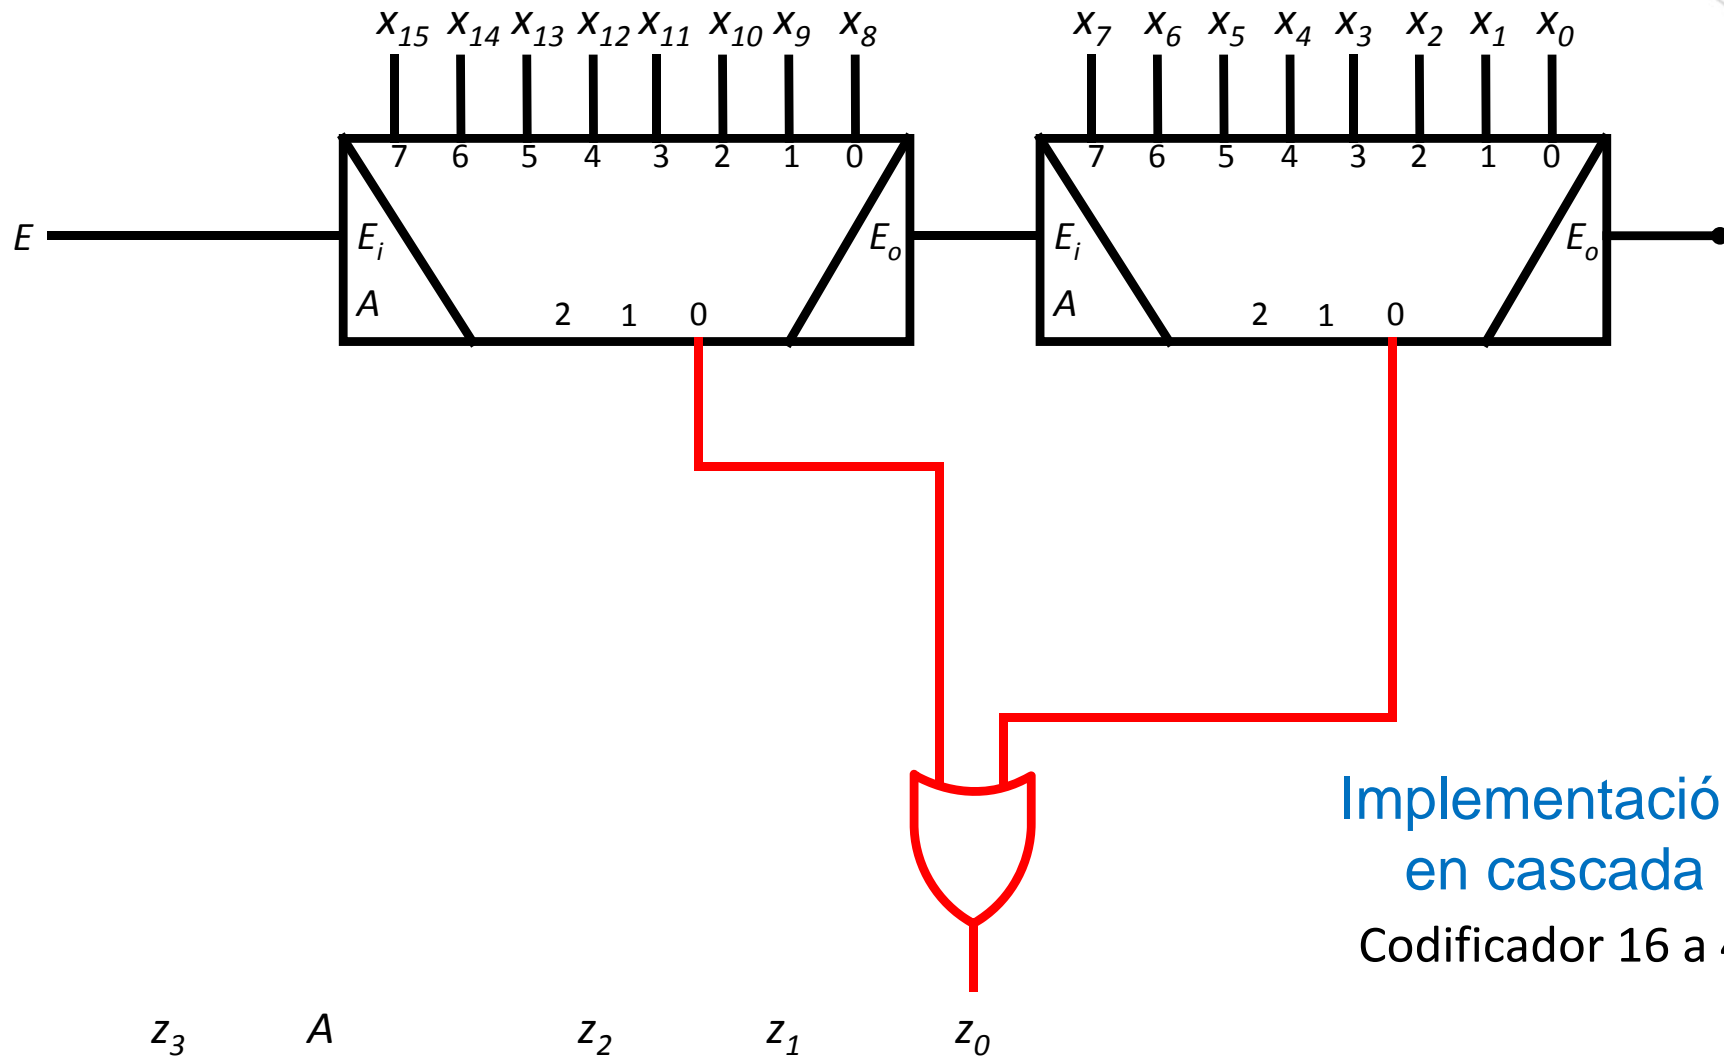 x15 x14 x13 x12 x11 x10 x9 x8 x7 x6 x5 x4 x3 x2 x1 x0
7 6 5 4 3 2 1 0 7 6 5 4 3 2 1 0
E Ei Eo Ei Eo
A 2 1 0 A 2 1 0
Implementació
en cascada
Codificador 16 a 4
z3 A z2 z1 z0